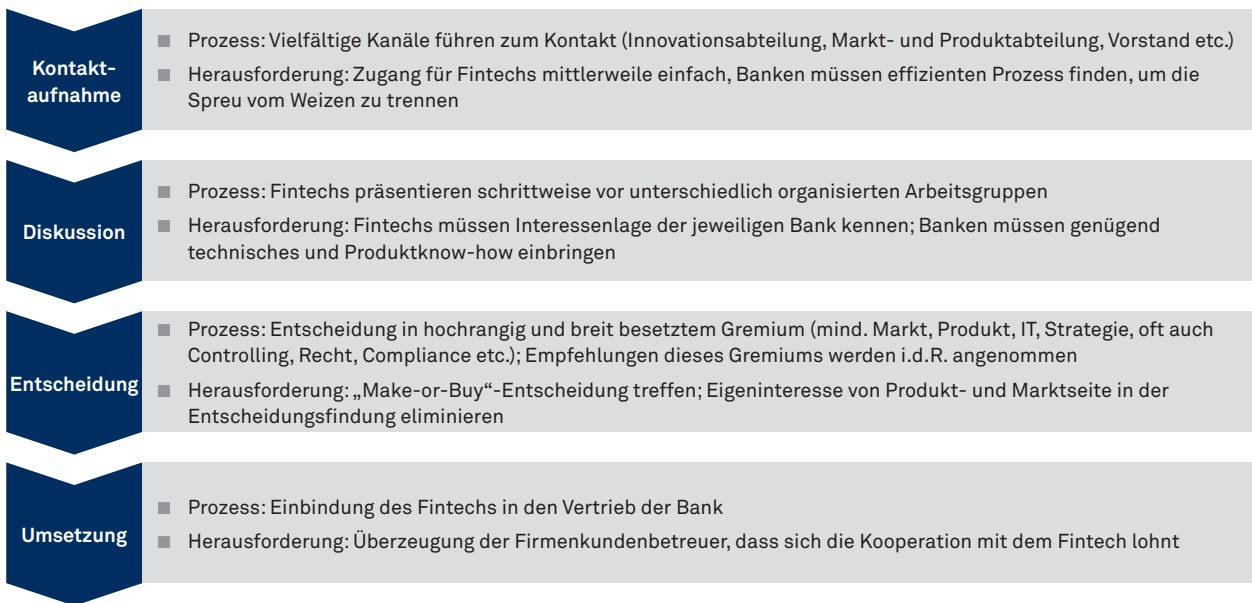 Kontakt-
aufnahme
■ Prozess: Vielfältige Kanäle führen zum Kontakt (Innovationsabteilung, Markt- und Produktabteilung, Vorstand etc.)
■ Herausforderung: Zugang für Fintechs mittlerweile einfach, Banken müssen effizienten Prozess finden, um die
Spreu vom Weizen zu trennen
Diskussion
■ Prozess: Fintechs präsentieren schrittweise vor unterschiedlich organisierten Arbeitsgruppen
■ Herausforderung: Fintechs müssen Interessenlage der jeweiligen Bank kennen; Banken müssen genügend
technisches und Produktknow-how einbringen
Entscheidung
■ Prozess: Entscheidung in hochrangig und breit besetztem Gremium (mind. Markt, Produkt, IT, Strategie, oft auch
Controlling, Recht, Compliance etc.); Empfehlungen dieses Gremiums werden i.d.R. angenommen
■ Herausforderung: „Make-or-Buy“-Entscheidung treffen; Eigeninteresse von Produkt- und Marktseite in der
Entscheidungsfindung eliminieren
Umsetzung
■ Prozess: Einbindung des Fintechs in den Vertrieb der Bank
■ Herausforderung: Überzeugung der Firmenkundenbetreuer, dass sich die Kooperation mit dem Fintech lohnt